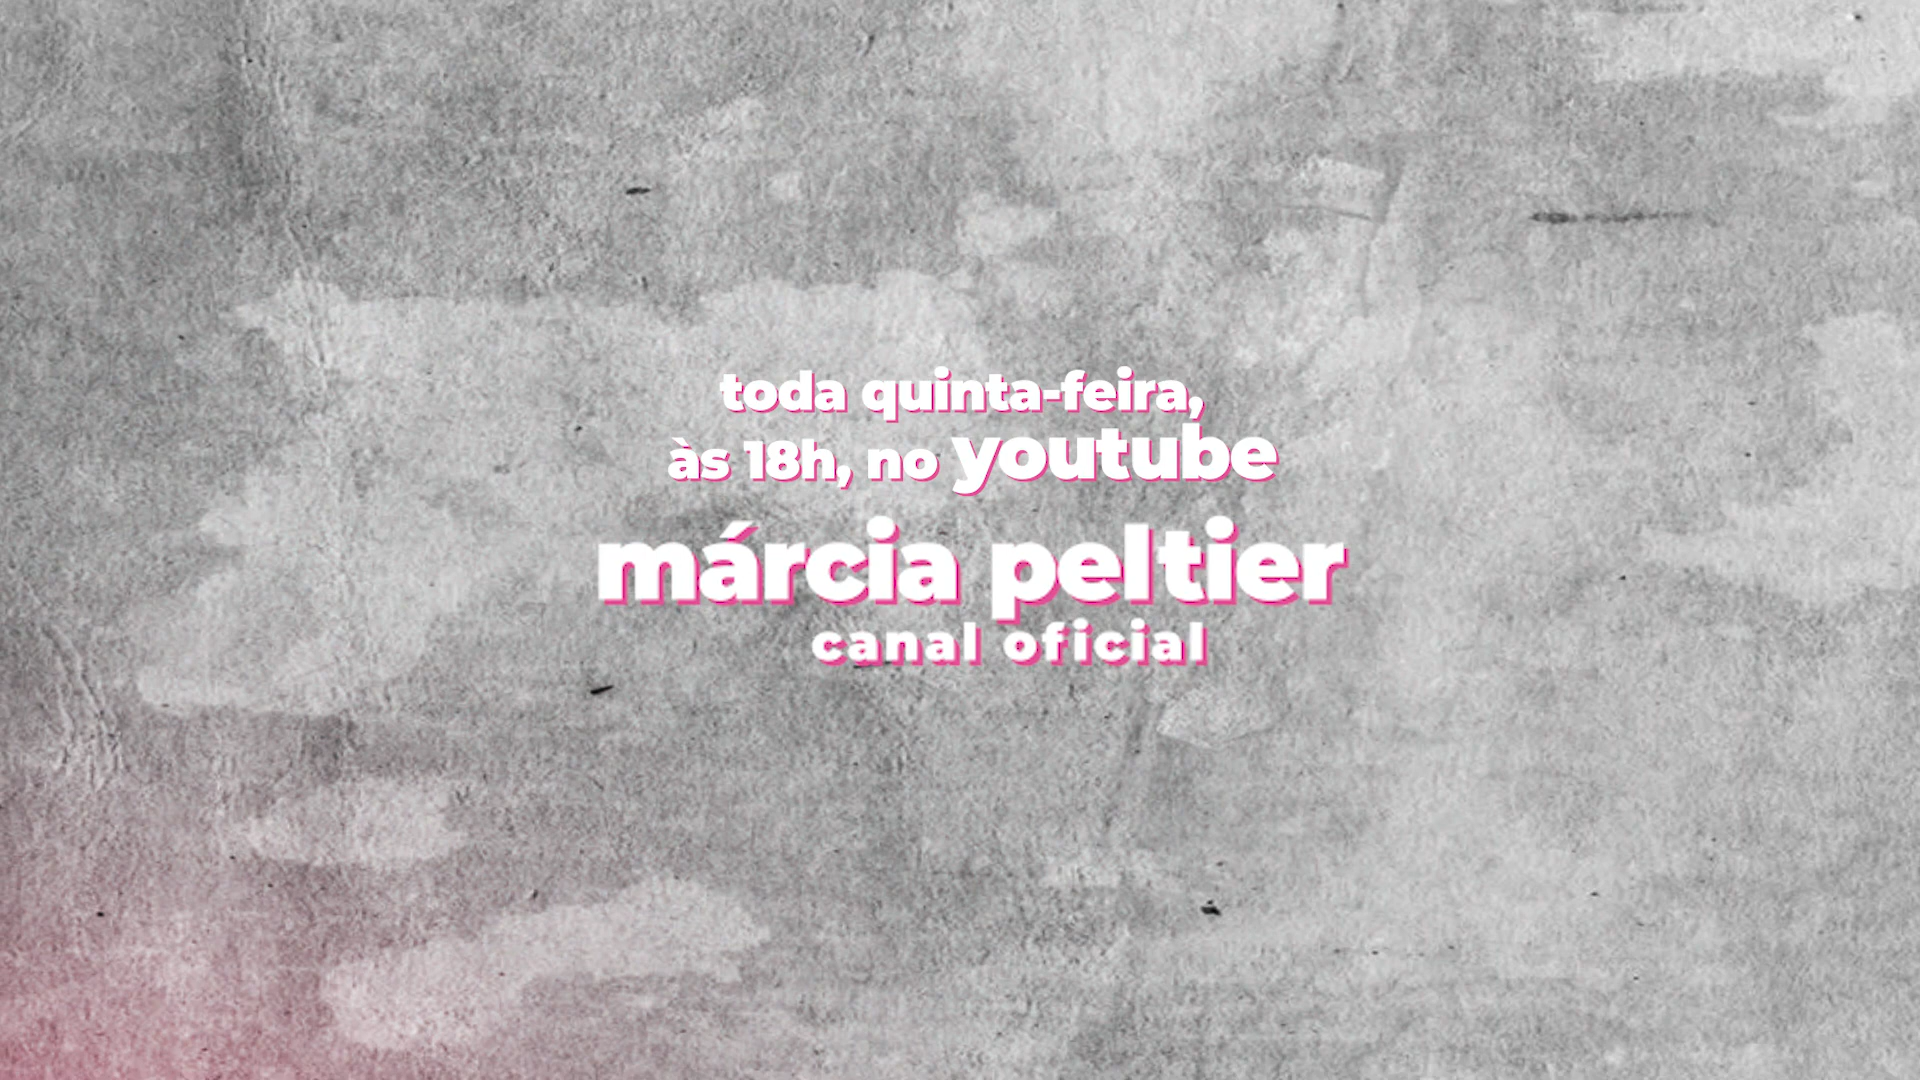 toda quinta-feira,
às 18h, no youtube
márcia peltier
canal oficial